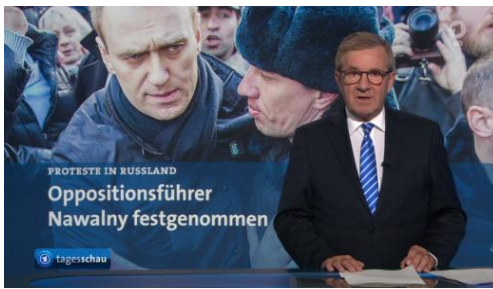 PROTESTE IN RUSSLAND
Oppositionsführer
Nawalny festgenommen
tagesschau